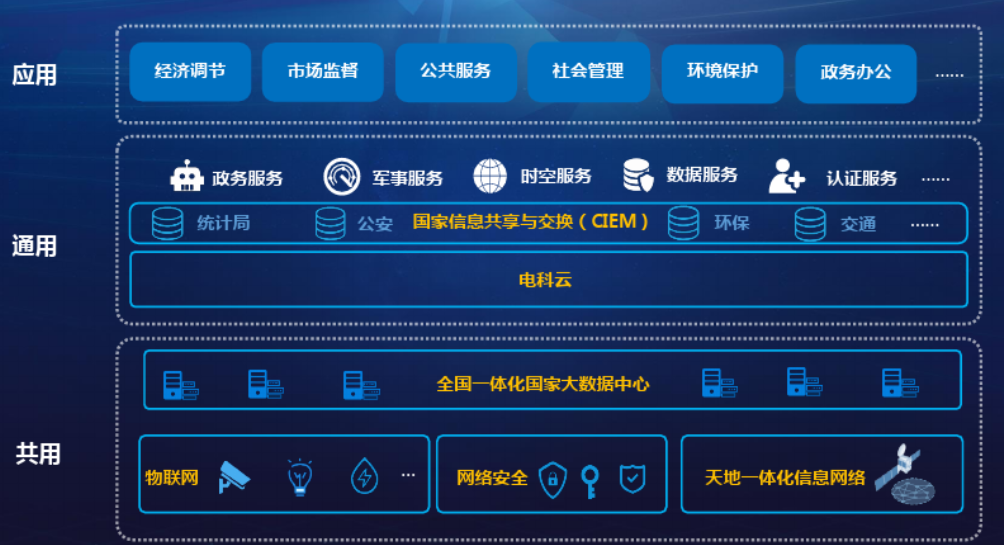 应用
经济调节 市场监督 公共服务 社会管理 环境保护 政务办公 ……
通用
政务服务 军事服务 时空服务 数据服务 认证服务 ……
统计局 公安 国家信息共享与交换（CIEM） 环保 交通 ……
电科云
共用
全国一体化国家大数据中心
物联网 … 网络安全 天地一体化信息网络